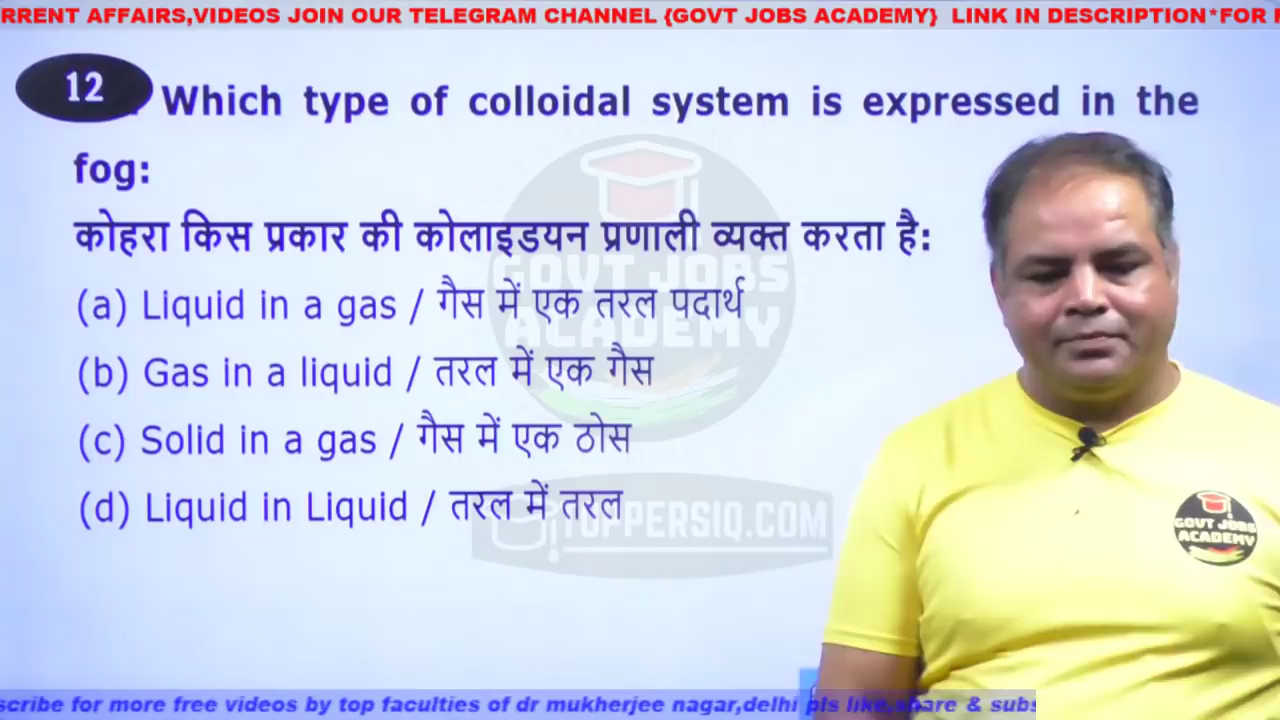 RRENT AFFAIRS,VIDEOS JOIN OUR TELEGRAM CHANNEL {GOVT JOBS ACADEMY} LINK IN DESCRIPTION*FOR
12. Which type of colloidal system is expressed in the
fog:
कोहरा किस प्रकार की कोलाइडयन प्रणाली व्यक्त करता है:
(a) Liquid in a gas / गैस में एक तरल पदार्थ
(b) Gas in a liquid / तरल में एक गैस
(c) Solid in a gas / गैस में एक ठोस
(d) Liquid in Liquid / तरल में तरल
GOVT JOBS
ACADEMY
TOPPERSIQ.COM
GOVT JOBS
ACADEMY
scribe for more free videos by top faculties of dr mukherjee nagar,delhi pls like,share & subs